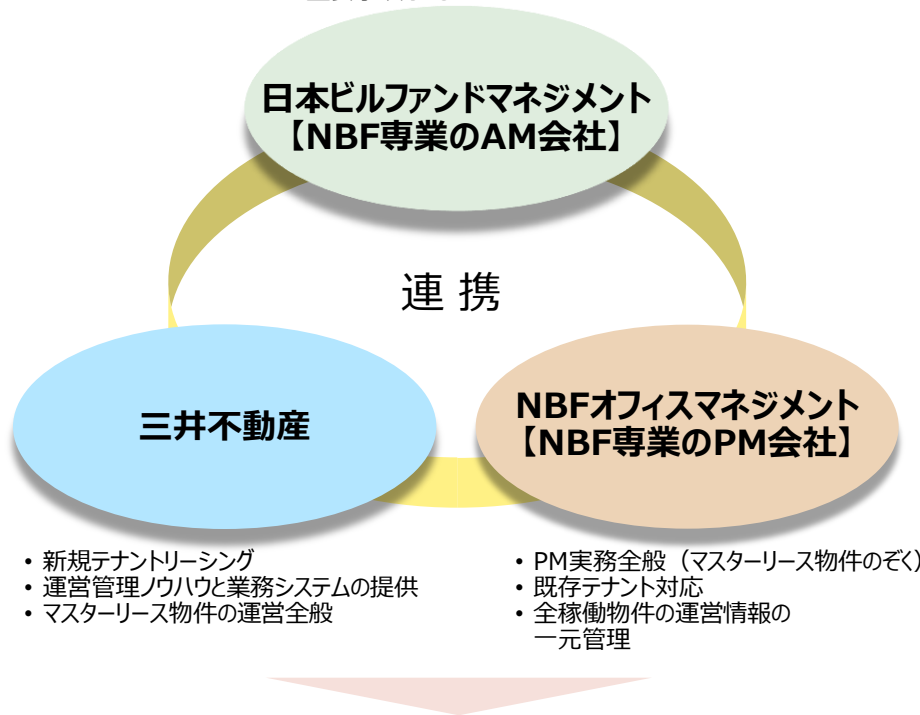 日本ビルファンドマネジメント
【NBF専業のAM会社】
連 携
三井不動産
NBFオフィスマネジメント
【NBF専業のPM会社】
• 新規テナントリーシング
• 運営管理ノウハウと業務システムの提供
• マスターリース物件の運営全般
• PM実務全般（マスターリース物件のぞく）
• 既存テナント対応
• 全稼働物件の運営情報の
一元管理